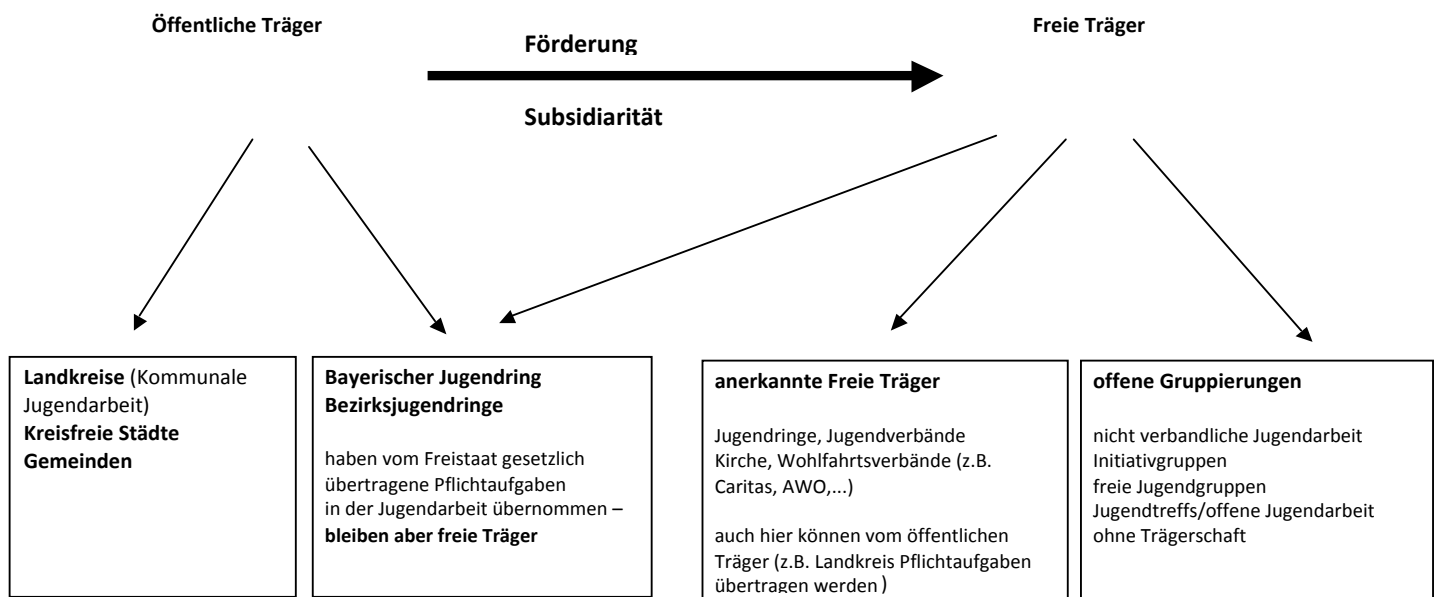 Öffentliche Träger
Förderung
Subsidiarität
Freie Träger
Landkreise (Kommunale
Jugendarbeit)
Kreisfreie Städte
Gemeinden
Bayerischer Jugendring
Bezirksjugendringe
haben vom Freistaat gesetzlich
übertragene Pflichtaufgaben
in der Jugendarbeit übernommen –
bleiben aber freie Träger
anerkannte Freie Träger
Jugendringe, Jugendverbände
Kirche, Wohlfahrtsverbände (z.B.
Caritas, AWO,...)
auch hier können vom öffentlichen
Träger (z.B. Landkreis Pflichtaufgaben
übertragen werden )
offene Gruppierungen
nicht verbandliche Jugendarbeit
Initiativgruppen
freie Jugendgruppen
Jugendtreffs/offene Jugendarbeit
ohne Trägerschaft